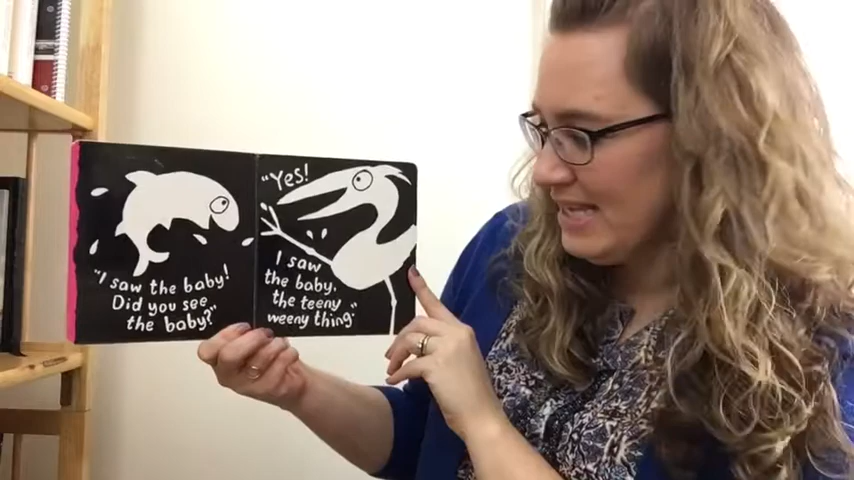 "I saw the baby!
Did you see
the baby?"
"Yes!
I saw
the baby,
the teeny
weeny thing."